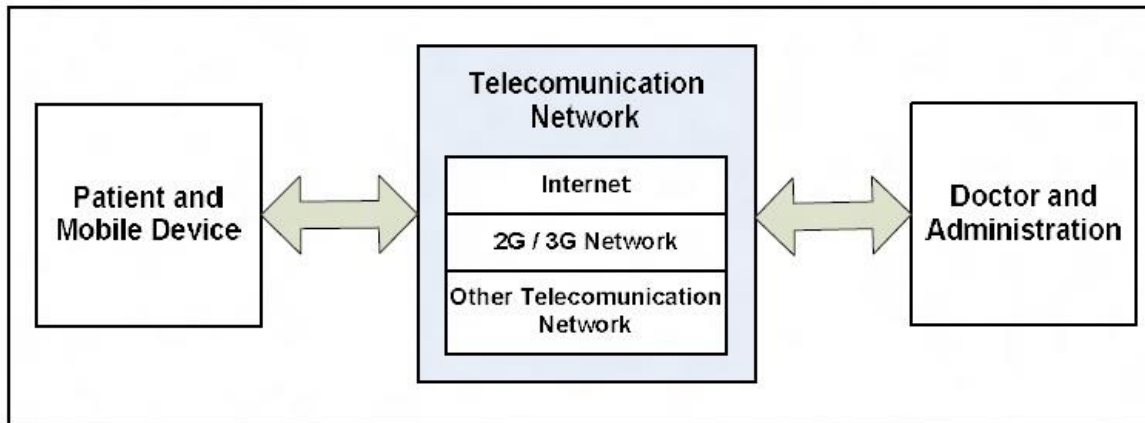 Telecomunication
Network
Patient and
Mobile Device
Internet
2G / 3G Network
Other Telecomunication
Network
Doctor and
Administration